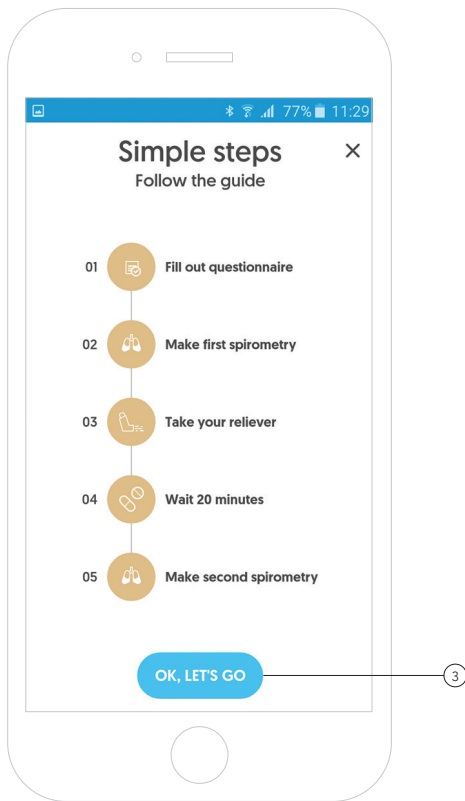 77% 11:29
Simple steps
Follow the guide
01 Fill out questionnaire
02 Make first spirometry
03 Take your reliever
04 Wait 20 minutes
05 Make second spirometry
OK, LET'S GO
3